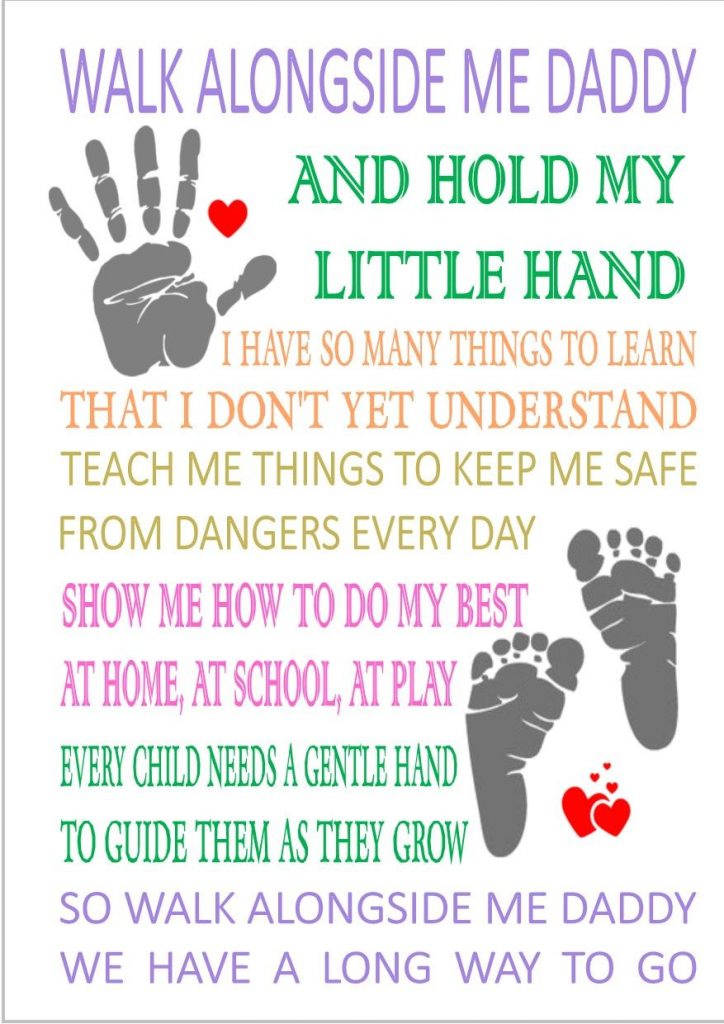 WALK ALONGSIDE ME DADDY
AND HOLD MY
LITTLE HAND
I HAVE SO MANY THINGS TO LEARN
THAT I DON'T YET UNDERSTAND
TEACH ME THINGS TO KEEP ME SAFE
FROM DANGERS EVERY DAY
SHOW ME HOW TO DO MY BEST
AT HOME, AT SCHOOL, AT PLAY
EVERY CHILD NEEDS A GENTLE HAND
TO GUIDE THEM AS THEY GROW
SO WALK ALONGSIDE ME DADDY
WE HAVE A LONG WAY TO GO